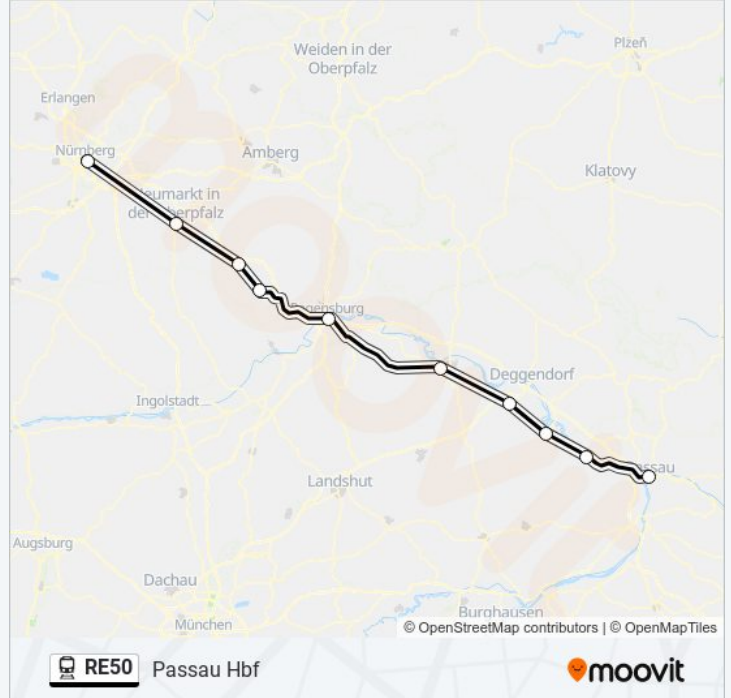 Weiden in der
Oberpfalz
Plzeň
Erlangen
Nürnberg
Amberg
Klatovy
Neumarkt in
der Oberpfalz
Regensburg
Deggendorf
Ingolstadt
Passau
Landshut
Augsburg
Dachau
Burghausen
München
© OpenStreetMap contributors | © OpenMapTiles
RE50 Passau Hbf
moovit